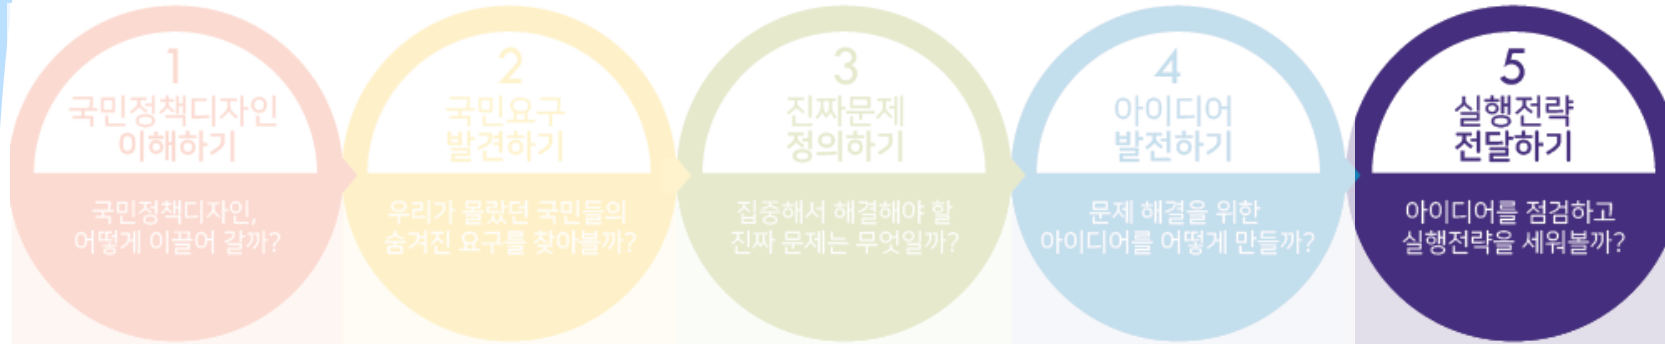 1
국민정책디자인
이해하기
국민정책디자인,
어떻게 이끌어 갈까?
2
국민요구
발견하기
우리가 몰랐던 국민들의
숨겨진 요구를 찾아볼까?
3
진짜문제
정의하기
집중해서 해결해야 할
진짜 문제는 무엇일까?
4
아이디어
발전하기
문제 해결을 위한
아이디어를 어떻게 만들까?
5
실행전략
전달하기
아이디어를 점검하고
실행전략을 세워볼까?